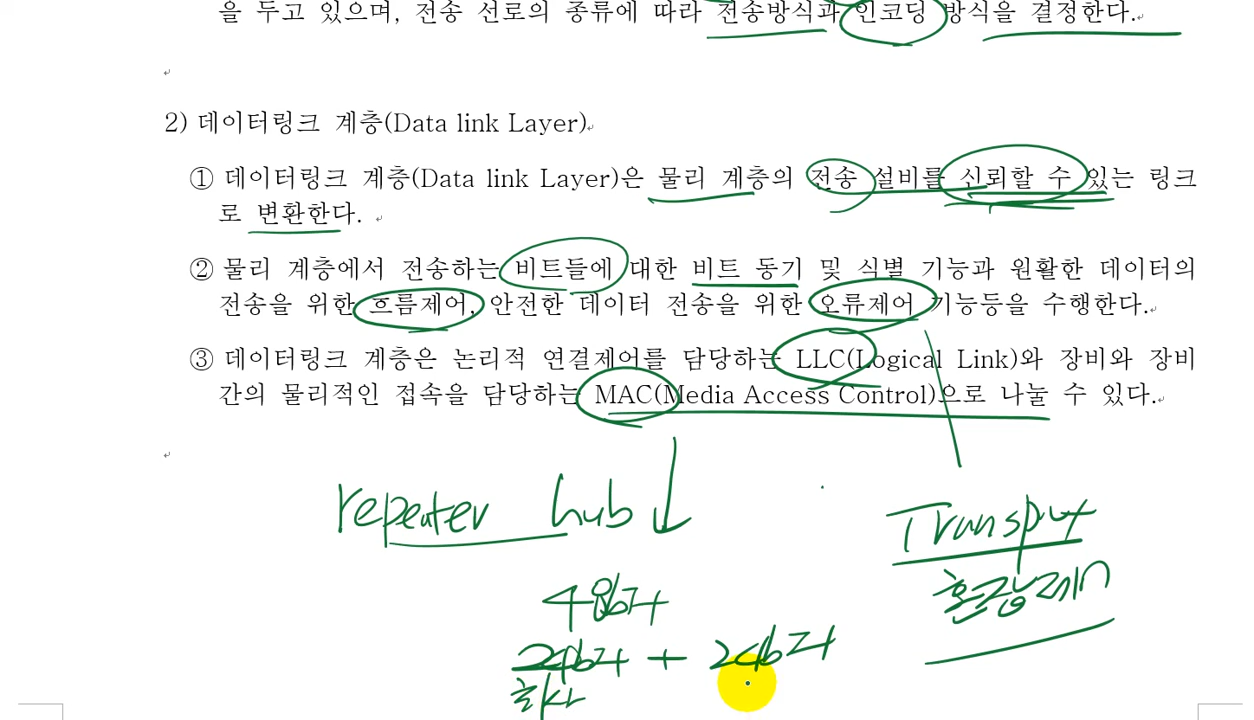 을 두고 있으며, 전송 선로의 종류에 따라 전송방식과 인코딩 방식을 결정한다.
2) 데이터링크 계층(Data link Layer)
① 데이터링크 계층(Data link Layer)은 물리 계층의 전송 설비를 신뢰할 수 있는 링크
로 변환한다.
② 물리 계층에서 전송하는 비트들에 대한 비트 동기 및 식별 기능과 원활한 데이터의
전송을 위한 흐름제어, 안전한 데이터 전송을 위한 오류제어 기능등을 수행한다.
③ 데이터링크 계층은 논리적 연결제어를 담당하는 LLC(Logical Link)와 장비와 장비
간의 물리적인 접속을 담당하는 MAC(Media Access Control)으로 나눌 수 있다.
repeater hub
48bit
24bit + 24bit